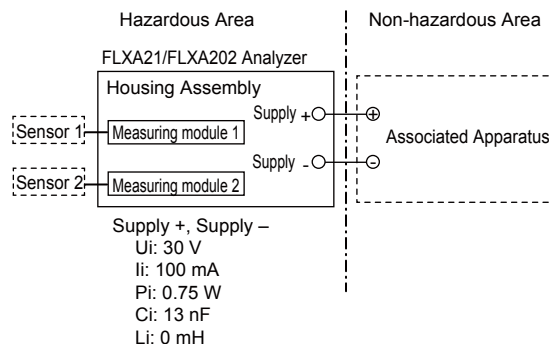 Hazardous Area
Non-hazardous Area
FLXA21/FLXA202 Analyzer
Housing Assembly
Supply +
+
Sensor 1
Measuring module 1
Associated Apparatus
Supply -
-
Sensor 2
Measuring module 2
Supply +, Supply –
Ui: 30 V
Ii: 100 mA
Pi: 0.75 W
Ci: 13 nF
Li: 0 mH